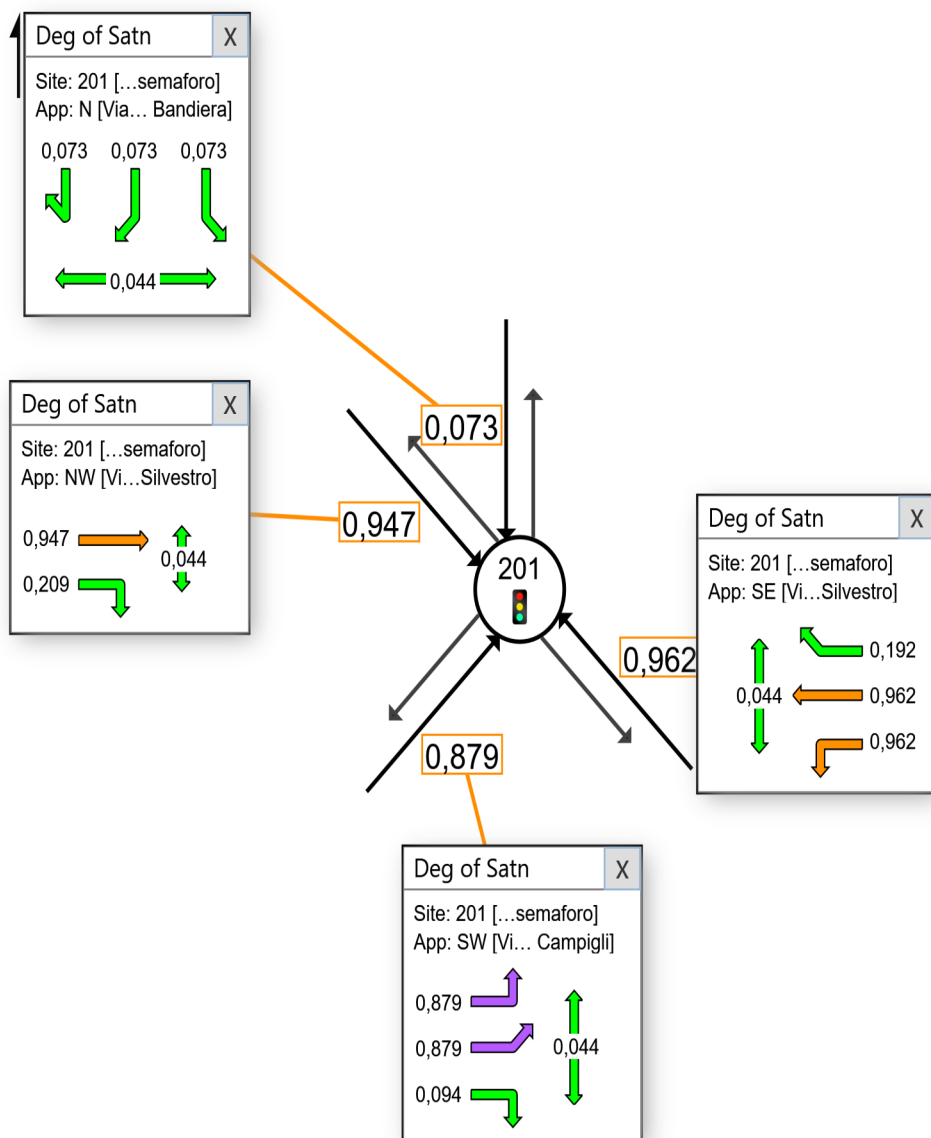 Deg of Satn X
Site: 201 [...semaforo]
App: N [Via... Bandiera]
0,073 0,073 0,073
0,044
Deg of Satn X
Site: 201 [...semaforo]
App: NW [Vi...Silvestro]
0,947
0,044
0,209
0,073
0,947
201
0,962
0,879
Deg of Satn X
Site: 201 [...semaforo]
App: SE [Vi...Silvestro]
0,192
0,044
0,962
0,962
Deg of Satn X
Site: 201 [...semaforo]
App: SW [Vi... Campigli]
0,879
0,879
0,044
0,094